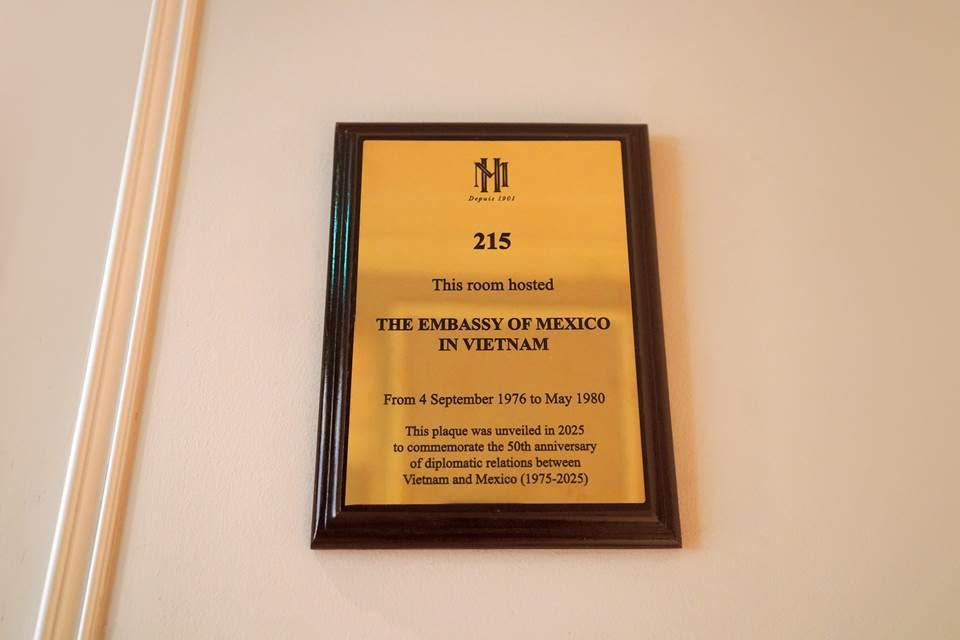 MH
Depuis 1901
215
This room hosted
THE EMBASSY OF MEXICO
IN VIETNAM
From 4 September 1976 to May 1980
This plaque was unveiled in 2025
to commemorate the 50th anniversary
of diplomatic relations between
Vietnam and Mexico (1975-2025)